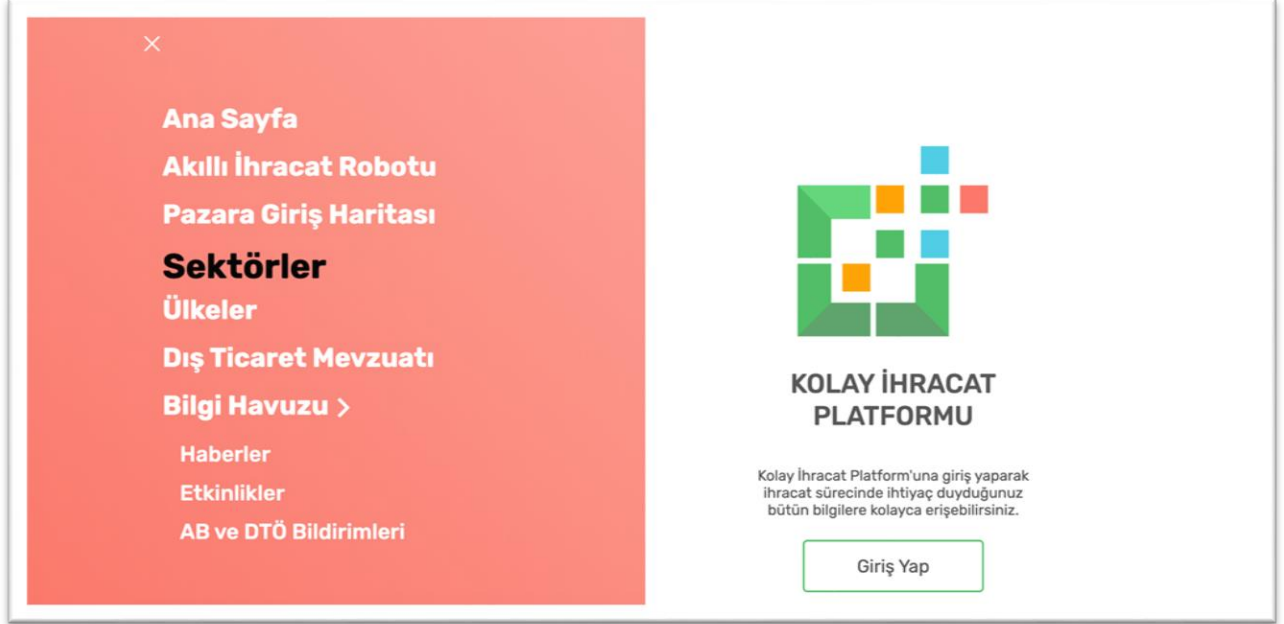 Ana Sayfa
Akıllı İhracat Robotu
Pazara Giriş Haritası
Sektörler
Ülkeler
Dış Ticaret Mevzuatı
Bilgi Havuzu
Haberler
Etkinlikler
AB ve DTÖ Bildirimleri
KOLAY İHRACAT
PLATFORMU
Kolay İhracat Platform'una giriş yaparak
ihracat sürecinde ihtiyaç duyduğunuz
bütün bilgilere kolayca erişebilirsiniz.
Giriş Yap